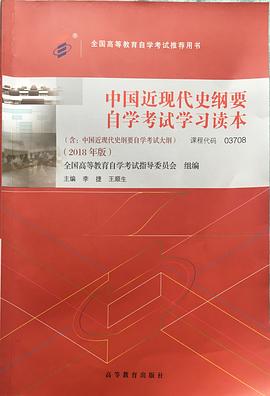 全国高等教育自学考试推荐用书
中国近现代史纲要
自学考试学习读本
(含:中国近现代史纲要自学考试大纲) 课程代码 03708
(2018年版)
全国高等教育自学考试指导委员会 组编
主编 李捷 王顺生
高等教育出版社